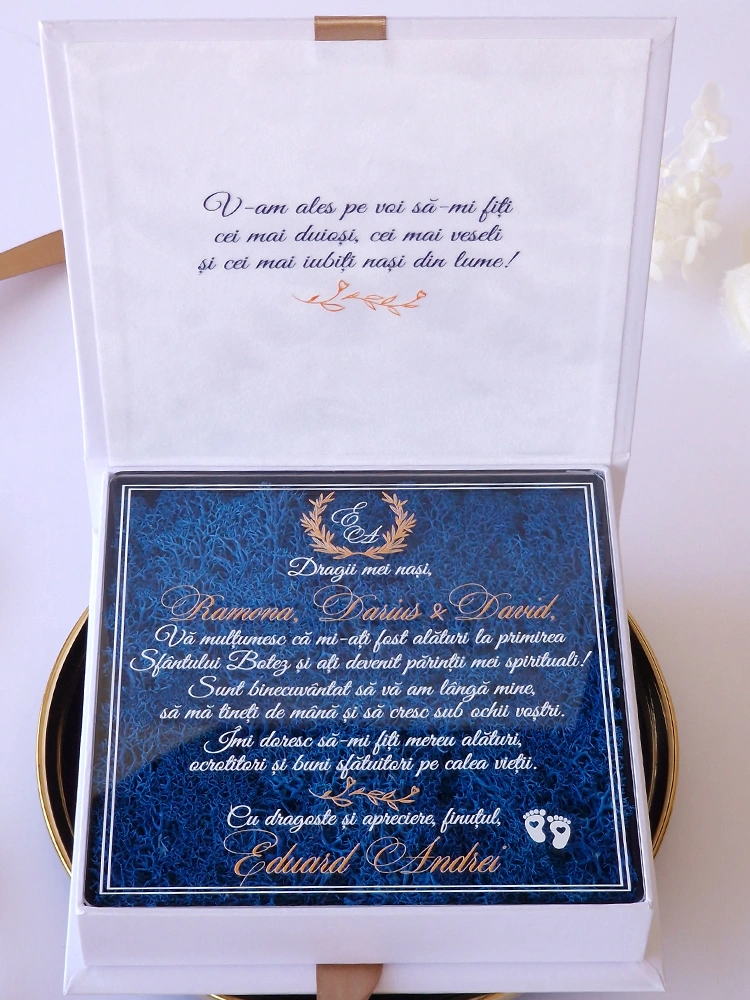 V-am ales pe voi să-mi fiți
cei mai duioși, cei mai veseli
și cei mai iubiți nași din lume!
E
A
Dragii mei nași,
Ramona, Darius & David,
Vă mulțumesc că mi-ați fost alături la primirea
Sfântului Botez și ați devenit părinții mei spirituali!
Sunt binecuvântat să vă am lângă mine,
să mă țineți de mână și să cresc sub ochii voștri.
Îmi doresc să-mi fiți mereu alături,
ocrotitori și buni sfătuitori pe calea vieții.
Cu dragoste și apreciere, finuțul,
Eduard Andrei